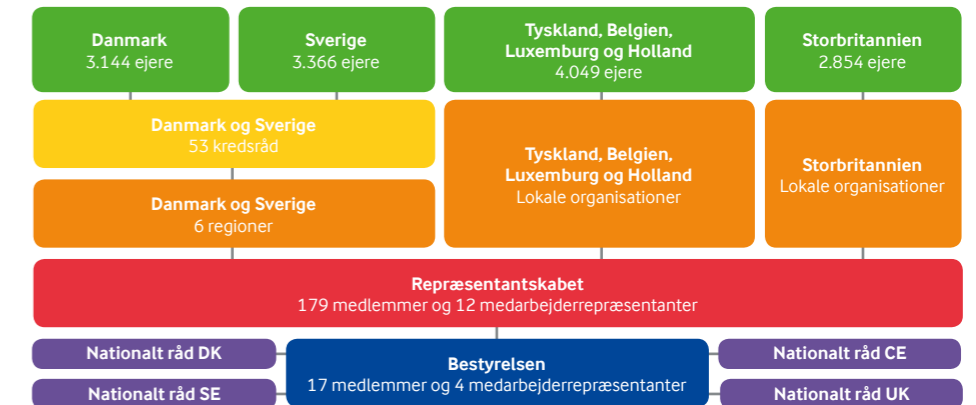 Danmark
3.144 ejere
Sverige
3.366 ejere
Tyskland, Belgien,
Luxemburg og Holland
4.049 ejere
Storbritannien
2.854 ejere
Danmark og Sverige
53 kredsråd
Danmark og Sverige
6 regioner
Tyskland, Belgien,
Luxemburg og Holland
Lokale organisationer
Storbritannien
Lokale organisationer
Repræsentantskabet
179 medlemmer og 12 medarbejderrepræsentanter
Nationalt råd DK
Nationalt råd SE
Bestyrelsen
17 medlemmer og 4 medarbejderrepræsentanter
Nationalt råd CE
Nationalt råd UK